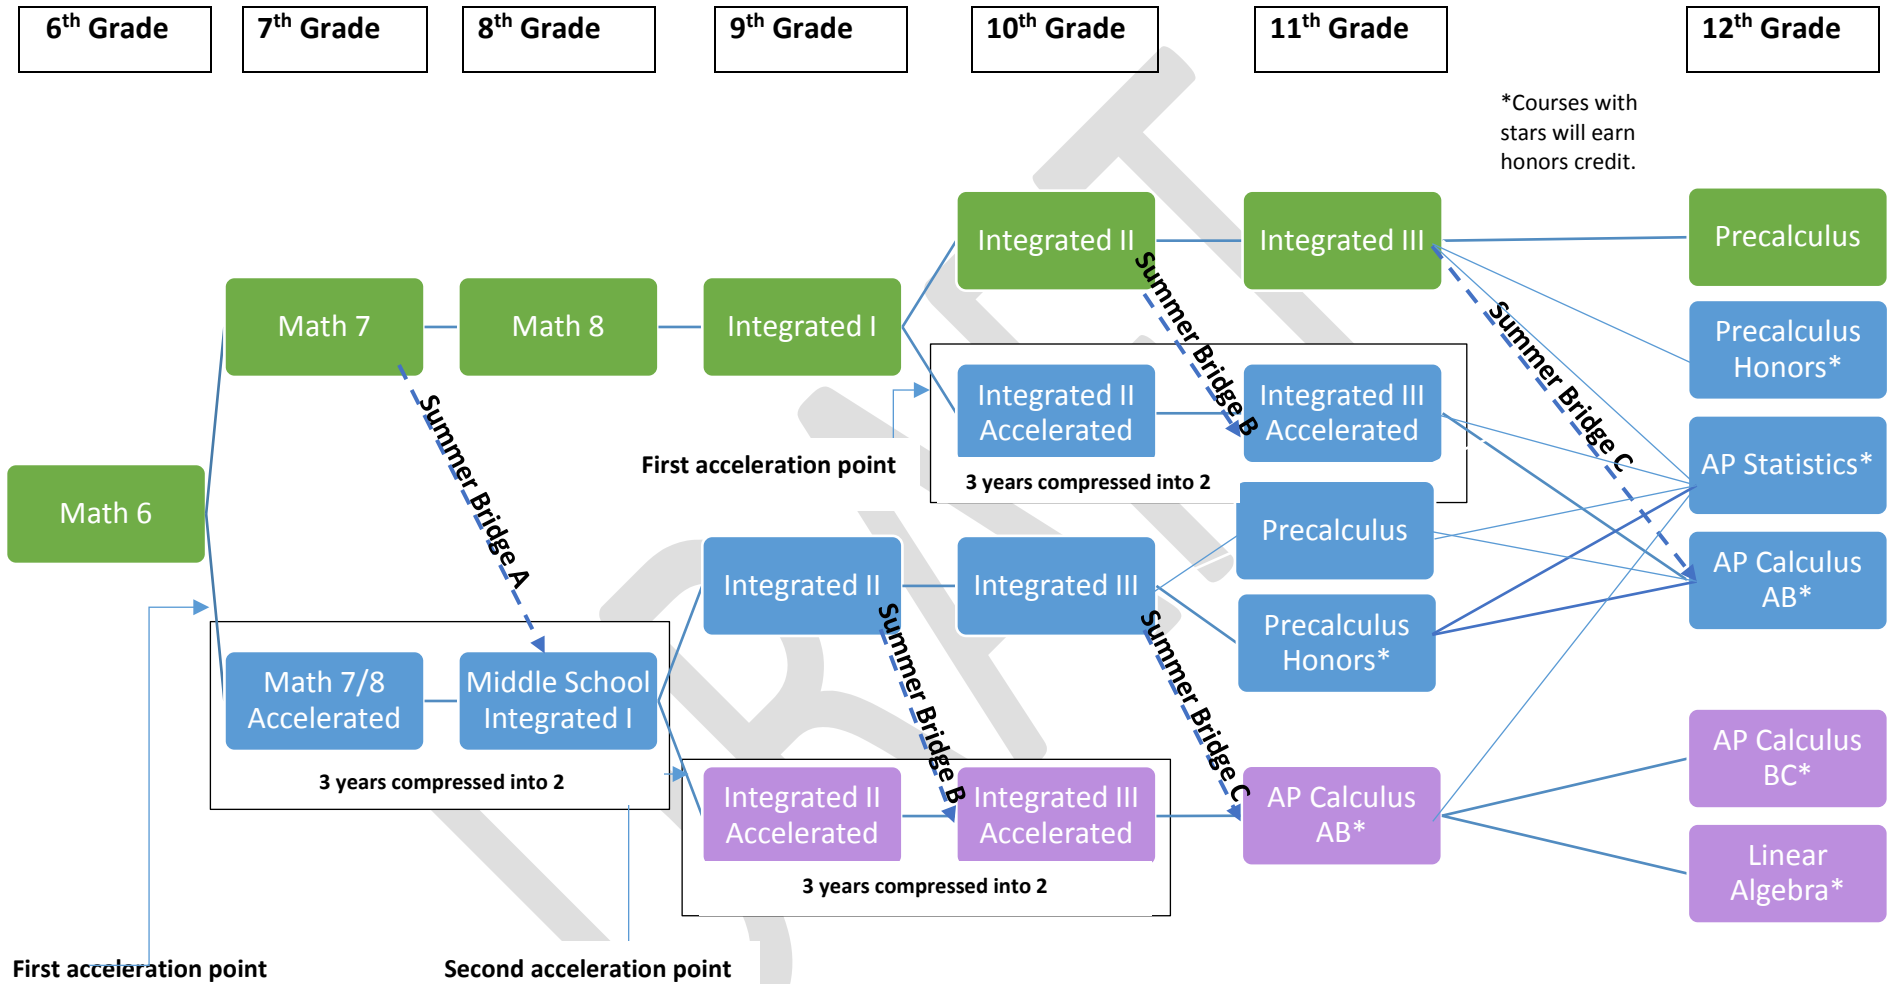 6th Grade
7th Grade
8th Grade
9th Grade
10th Grade
11th Grade
12th Grade
*Courses with
stars will earn
honors credit.
Integrated II
Integrated III
Precalculus
Math 7
Math 8
Integrated I
Precalculus
Honors*
Summer Bridge A
Summer Bridge B
Summer Bridge C
Integrated II
Accelerated
Integrated III
Accelerated
First acceleration point
3 years compressed into 2
AP Statistics*
Math 6
Precalculus
AP Calculus
AB*
Integrated II
Integrated III
Precalculus
Honors*
Summer Bridge B
Summer Bridge C
Math 7/8
Accelerated
Middle School
Integrated I
3 years compressed into 2
AP Calculus
BC*
Integrated II
Accelerated
Integrated III
Accelerated
AP Calculus
AB*
3 years compressed into 2
Linear
Algebra*
First acceleration point
Second acceleration point
DRAFT